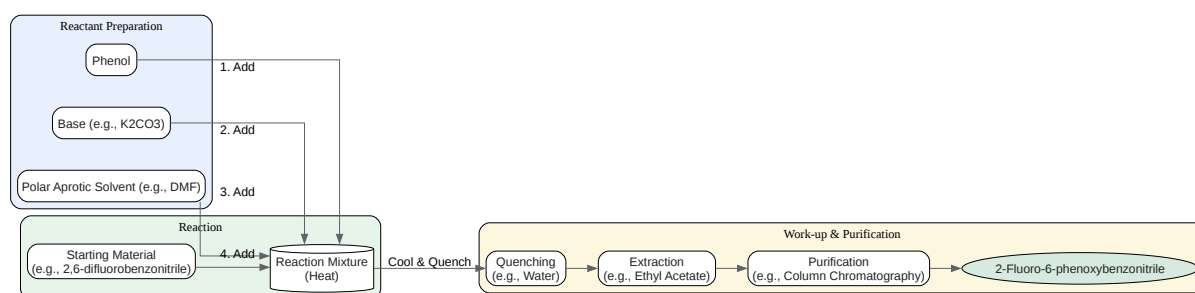 Reactant Preparation
Phenol
1. Add
Base (e.g., K2CO3)
2. Add
Polar Aprotic Solvent (e.g., DMF)
3. Add
Reaction
Starting Material
(e.g., 2,6-difluorobenzonitrile)
4. Add
Reaction Mixture
(Heat)
Cool & Quench
Work-up & Purification
Quenching
(e.g., Water)
Extraction
(e.g., Ethyl Acetate)
Purification
(e.g., Column Chromatography)
2-Fluoro-6-phenoxybenzonitrile